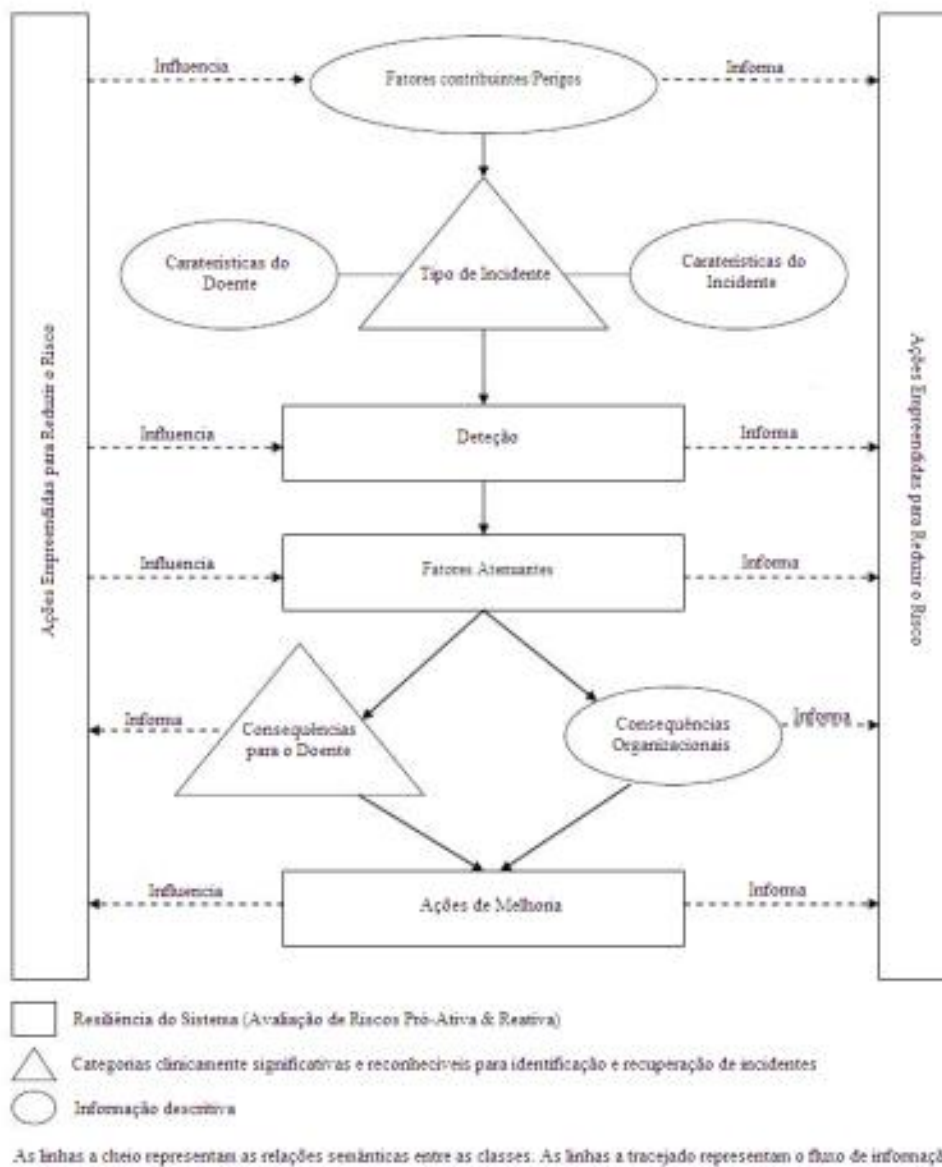 Influencia
Fatores contribuintes Perigos
Informa
Caraterísticas do
Doente
Tipo de Incidente
Caraterísticas do
Incidente
Ações Empreendidas para Reduzir o Risco
Ações Empreendidas para Reduzir o Risco
Influencia
Deteção
Informa
Influencia
Fatores Atenuantes
Informa
Informa
Consequências
para o Doente
Consequências
Organizacionais
Informa
Influencia
Ações de Melhoria
Informa
Resiliência do Sistema (Avaliação de Riscos Pró-Ativa & Reativa)
Categorias clinicamente significativas e reconhecíveis para identificação e recuperação de incidentes
Informação descritiva
As linhas a cheio representam as relações semânticas entre as classes. As linhas a tracejado representam o fluxo de informaçã